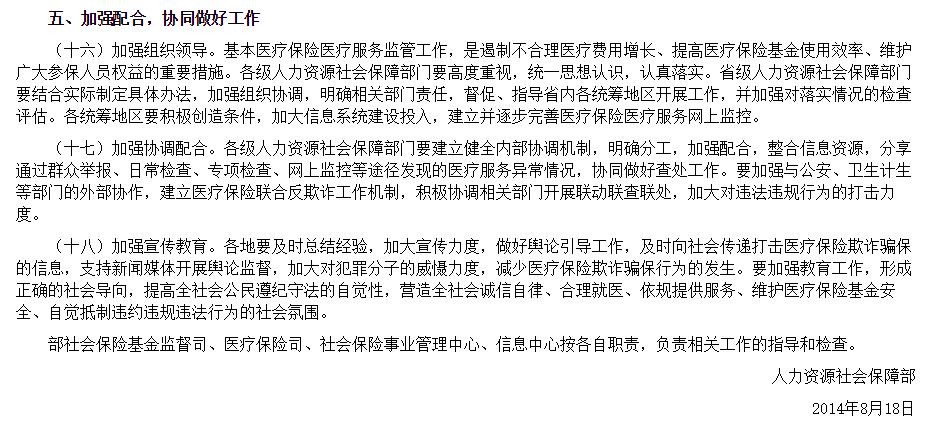 五、加强配合，协同做好工作
（十六）加强组织领导。基本医疗保险医疗服务监管工作，是遏制不合理医疗费用增长、提高医疗保险基金使用效率、维护
广大参保人员权益的重要措施。各级人力资源社会保障部门要高度重视，统一思想认识，认真落实。省级人力资源社会保障部门
要结合实际制定具体办法，加强组织协调，明确相关部门责任，督促、指导省内各统筹地区开展工作，并加强对落实情况的检查
评估。各统筹地区要积极创造条件，加大信息系统建设投入，建立并逐步完善医疗保险医疗服务网上监控。
（十七）加强协调配合。各级人力资源社会保障部门要建立健全内部协调机制，明确分工，加强配合，整合信息资源，分享
通过群众举报、日常检查、专项检查、网上监控等途径发现的医疗服务异常情况，协同做好查处工作。要加强与公安、卫生计生
等部门的外部协作，建立医疗保险联合反欺诈工作机制，积极协调相关部门开展联动联查联处，加大对违法违规行为的打击力
度。
（十八）加强宣传教育。各地要及时总结经验，加大宣传力度，做好舆论引导工作，及时向社会传递打击医疗保险欺诈骗保
的信息，支持新闻媒体开展舆论监督，加大对犯罪分子的威慑力度，减少医疗保险欺诈骗保行为的发生。要加强教育工作，形成
正确的社会导向，提高全社会公民遵纪守法的自觉性，营造全社会诚信自律、合理就医、依规提供服务、维护医疗保险基金安
全、自觉抵制违约违规违法行为的社会氛围。
部社会保险基金监督司、医疗保险司、社会保险事业管理中心、信息中心按各自职责，负责相关工作的指导和检查。
人力资源社会保障部
2014年8月18日